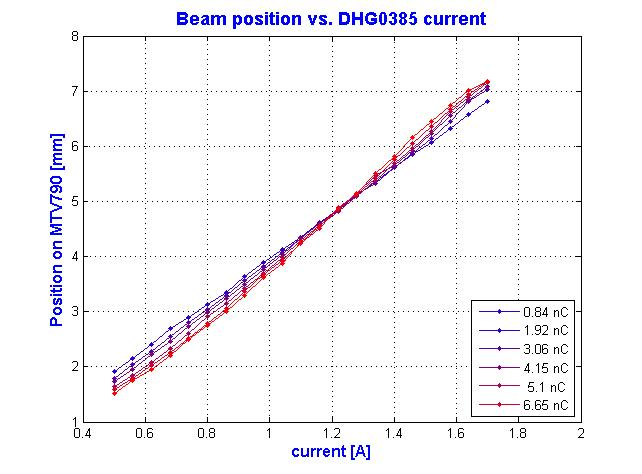 Beam position vs. DHG0385 current
8
7
6
5
4
3
2
1
Position on MTV790 [mm]
0.84 nC
1.92 nC
3.06 nC
4.15 nC
5.1 nC
6.65 nC
0.4 0.6 0.8 1 1.2 1.4 1.6 1.8 2
current [A]